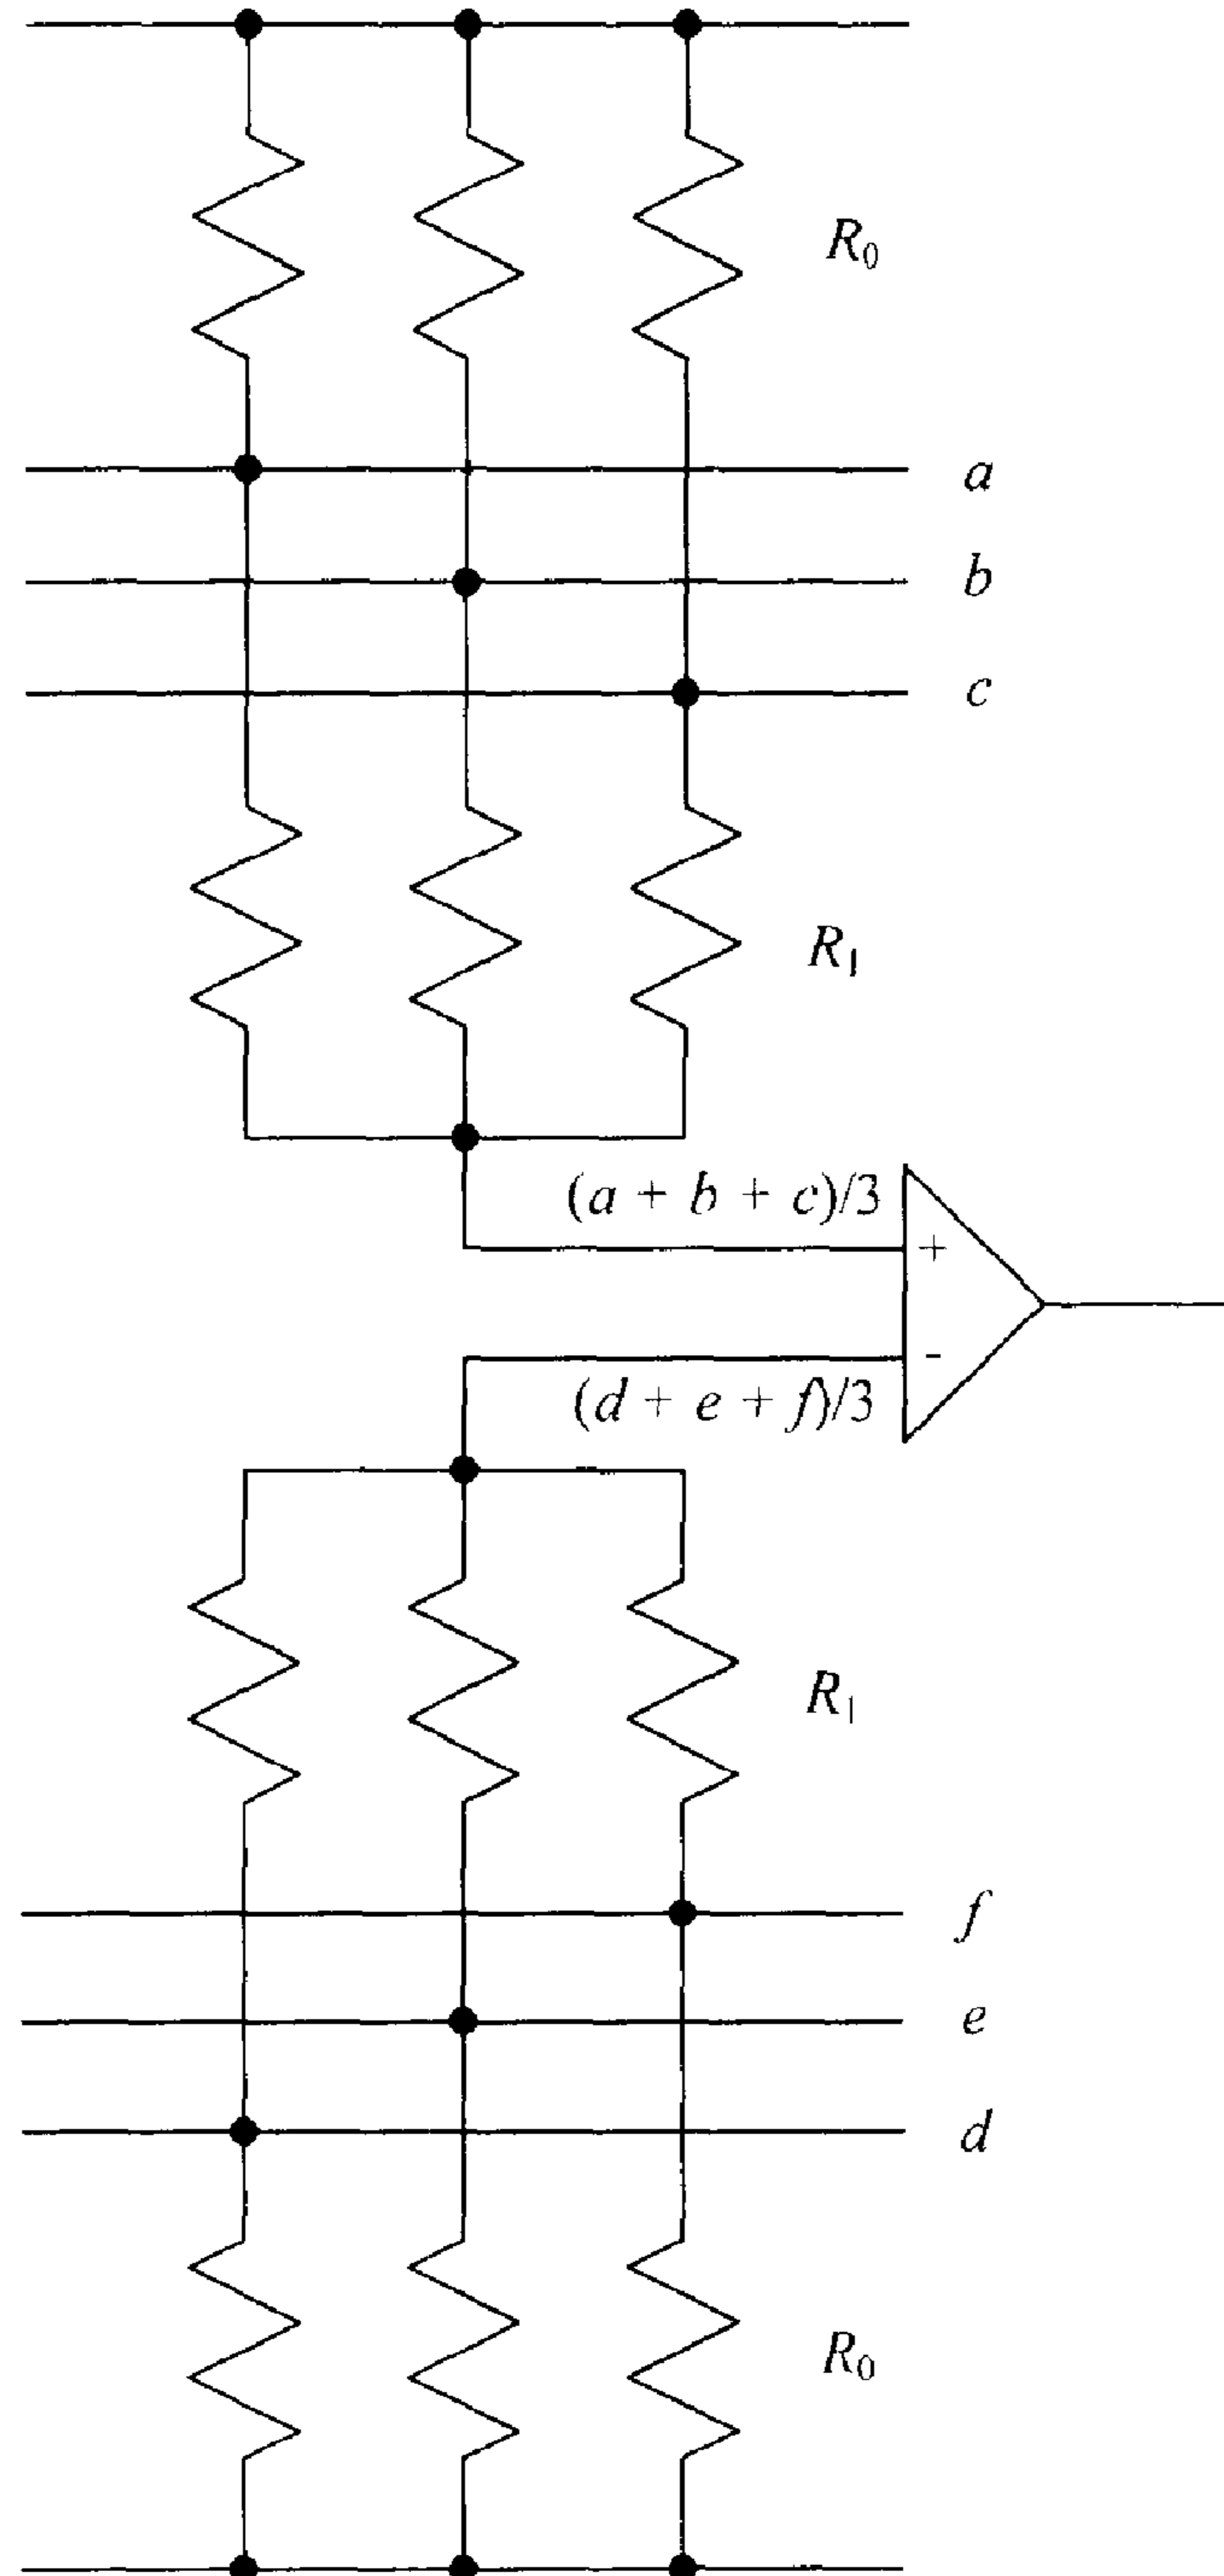 R₀
a
b
c
R₁
(a + b + c)/3
+
-
(d + e + f)/3
R₁
f
e
d
R₀